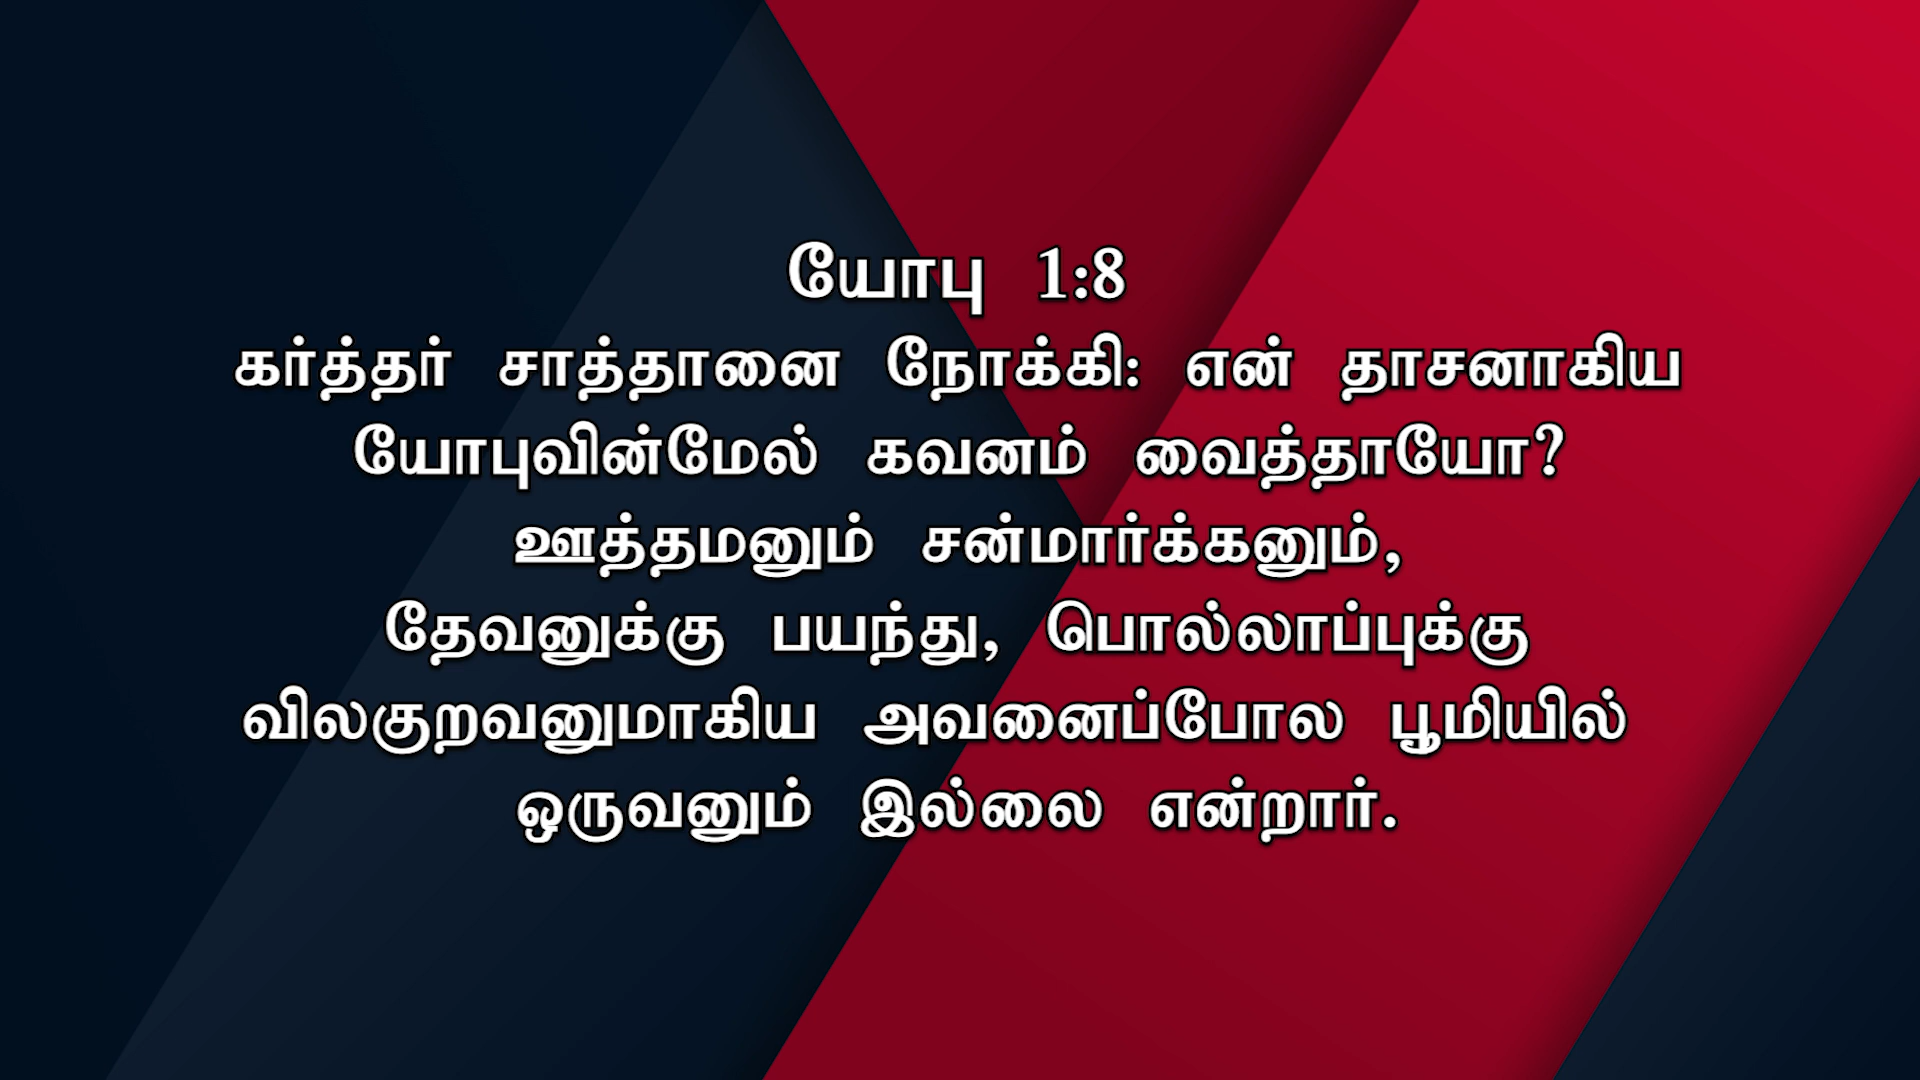 யோபு 1:8
கர்த்தர் சாத்தானை நோக்கி: என் தாசனாகிய
யோபுவின்மேல் கவனம் வைத்தாயோ?
ஊத்தமனும் சன்மார்க்கனும்,
தேவனுக்கு பயந்து, பொல்லாப்புக்கு
விலகுறவனுமாகிய அவனைப்போல பூமியில்
ஒருவனும் இல்லை என்றார்.